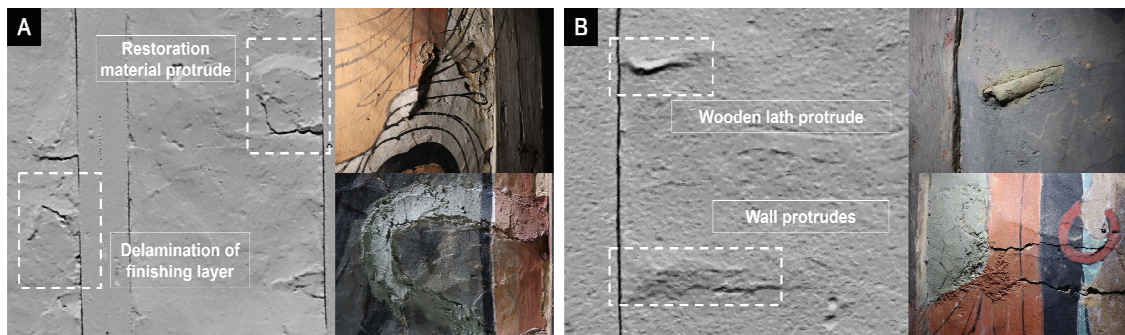 A
Restoration
material protrude
Delamination of
finishing layer
B
Wooden lath protrude
Wall protrudes